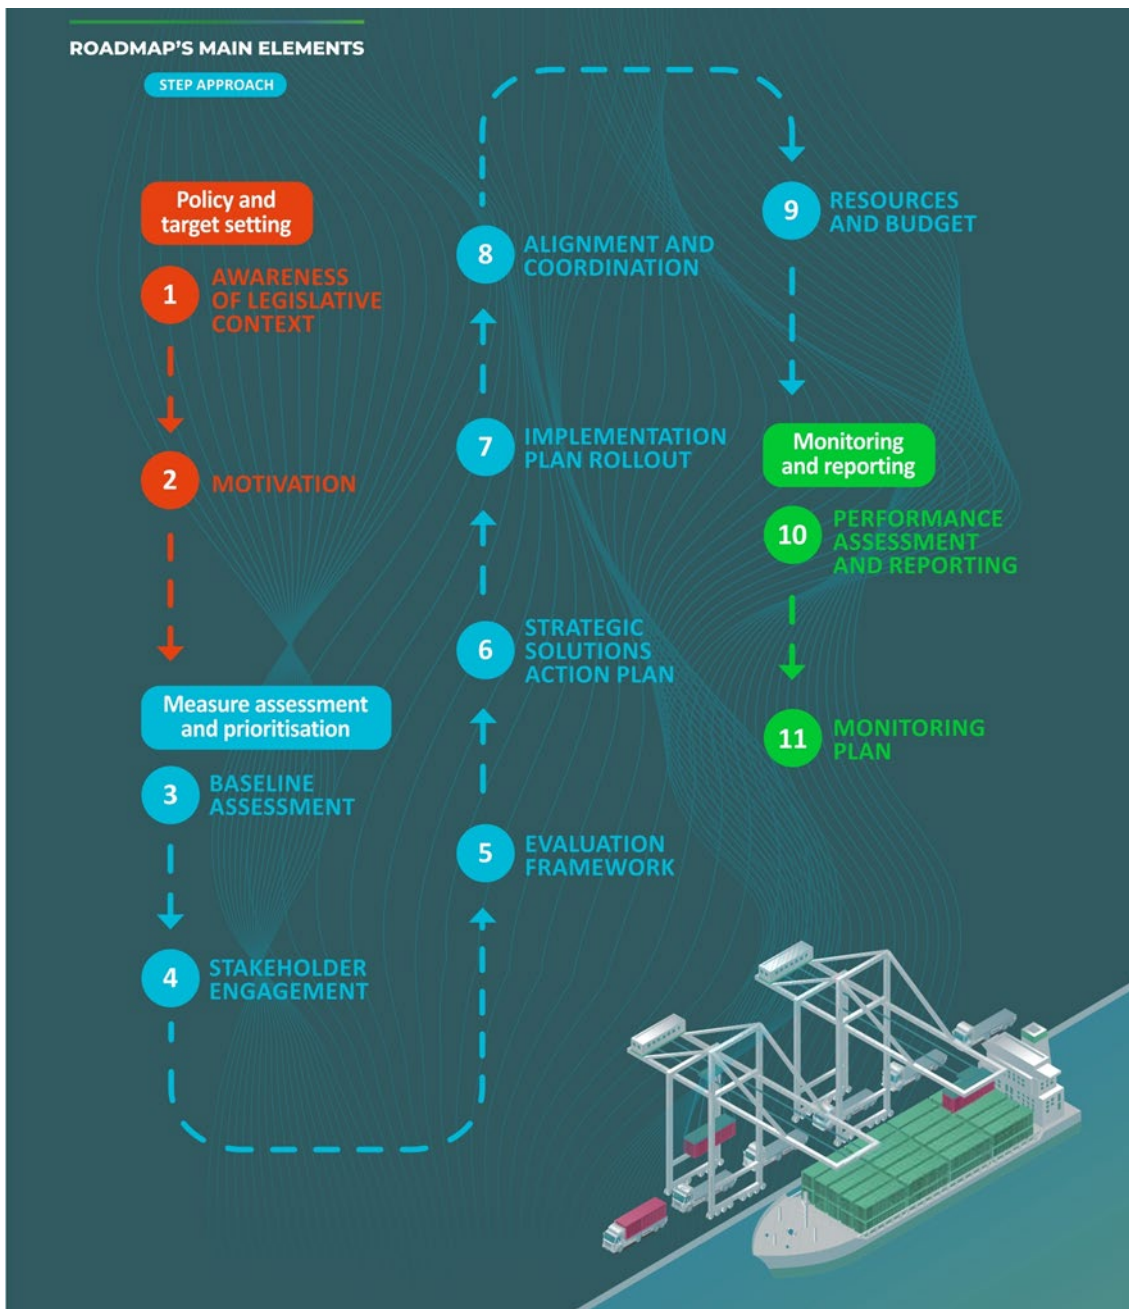 ROADMAP'S MAIN ELEMENTS
STEP APPROACH
Policy and
target setting
1
AWARENESS
OF LEGISLATIVE
CONTEXT
2
MOTIVATION
Measure assessment
and prioritisation
3
BASELINE
ASSESSMENT
4
STAKEHOLDER
ENGAGEMENT
5
EVALUATION
FRAMEWORK
6
STRATEGIC
SOLUTIONS
ACTION PLAN
7
IMPLEMENTATION
PLAN ROLLOUT
8
ALIGNMENT AND
COORDINATION
9
RESOURCES
AND BUDGET
Monitoring
and reporting
10
PERFORMANCE
ASSESSMENT
AND REPORTING
11
MONITORING
PLAN